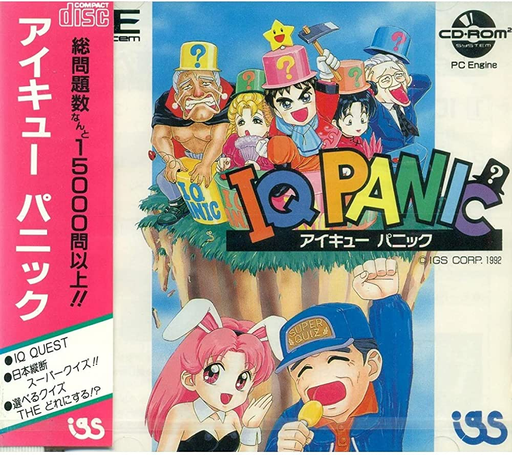 COMPACT
disc
アイキュー パニック
総問題数なんと15000問以上!!
●IQ QUEST
●日本縦断
スーパークイズ!!
●選べるクイズ
THE どれにする!?
igs
CD-ROM²
SYSTEM
PC Engine
?
?
?
IQ
PANIC
IQ PANIC
?
アイキュー パニック
©IGS CORP. 1992
SUPER
QUIZ
igs